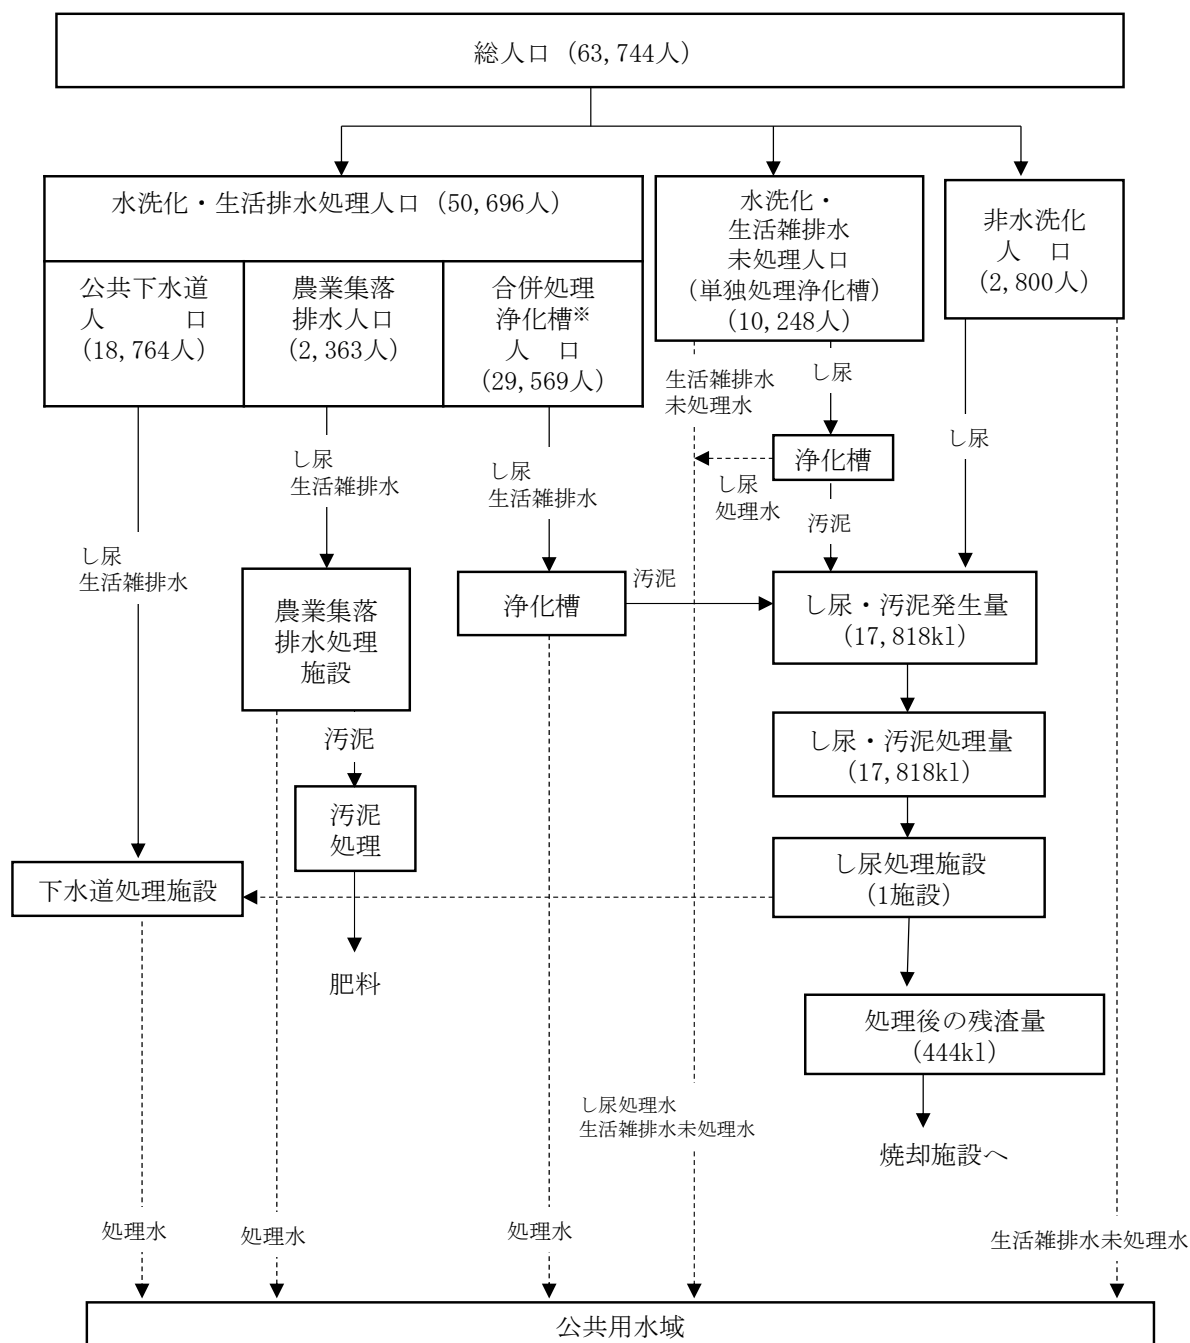 総人口（63,744人）
水洗化・生活排水処理人口（50,696人）
公共下水道
人　　　口
（18,764人）
農業集落
排水人口
（2,363人）
合併処理
浄化槽※
人　口
（29,569人）
水洗化・
生活雑排水
未処理人口
（単独処理浄化槽）
（10,248人）
非水洗化
人　口
（2,800人）
生活雑排水
未処理水
し尿
し尿
浄化槽
し尿
処理水
汚泥
し尿
生活雑排水
し尿
生活雑排水
し尿
生活雑排水
農業集落
排水処理
施設
浄化槽
汚泥
し尿・汚泥発生量
（17,818kl）
汚泥
し尿・汚泥処理量
（17,818kl）
汚泥
処理
し尿処理施設
（1施設）
下水道処理施設
肥料
処理後の残渣量
（444kl）
し尿処理水
生活雑排水未処理水
焼却施設へ
処理水
処理水
処理水
生活雑排水未処理水
公共用水域